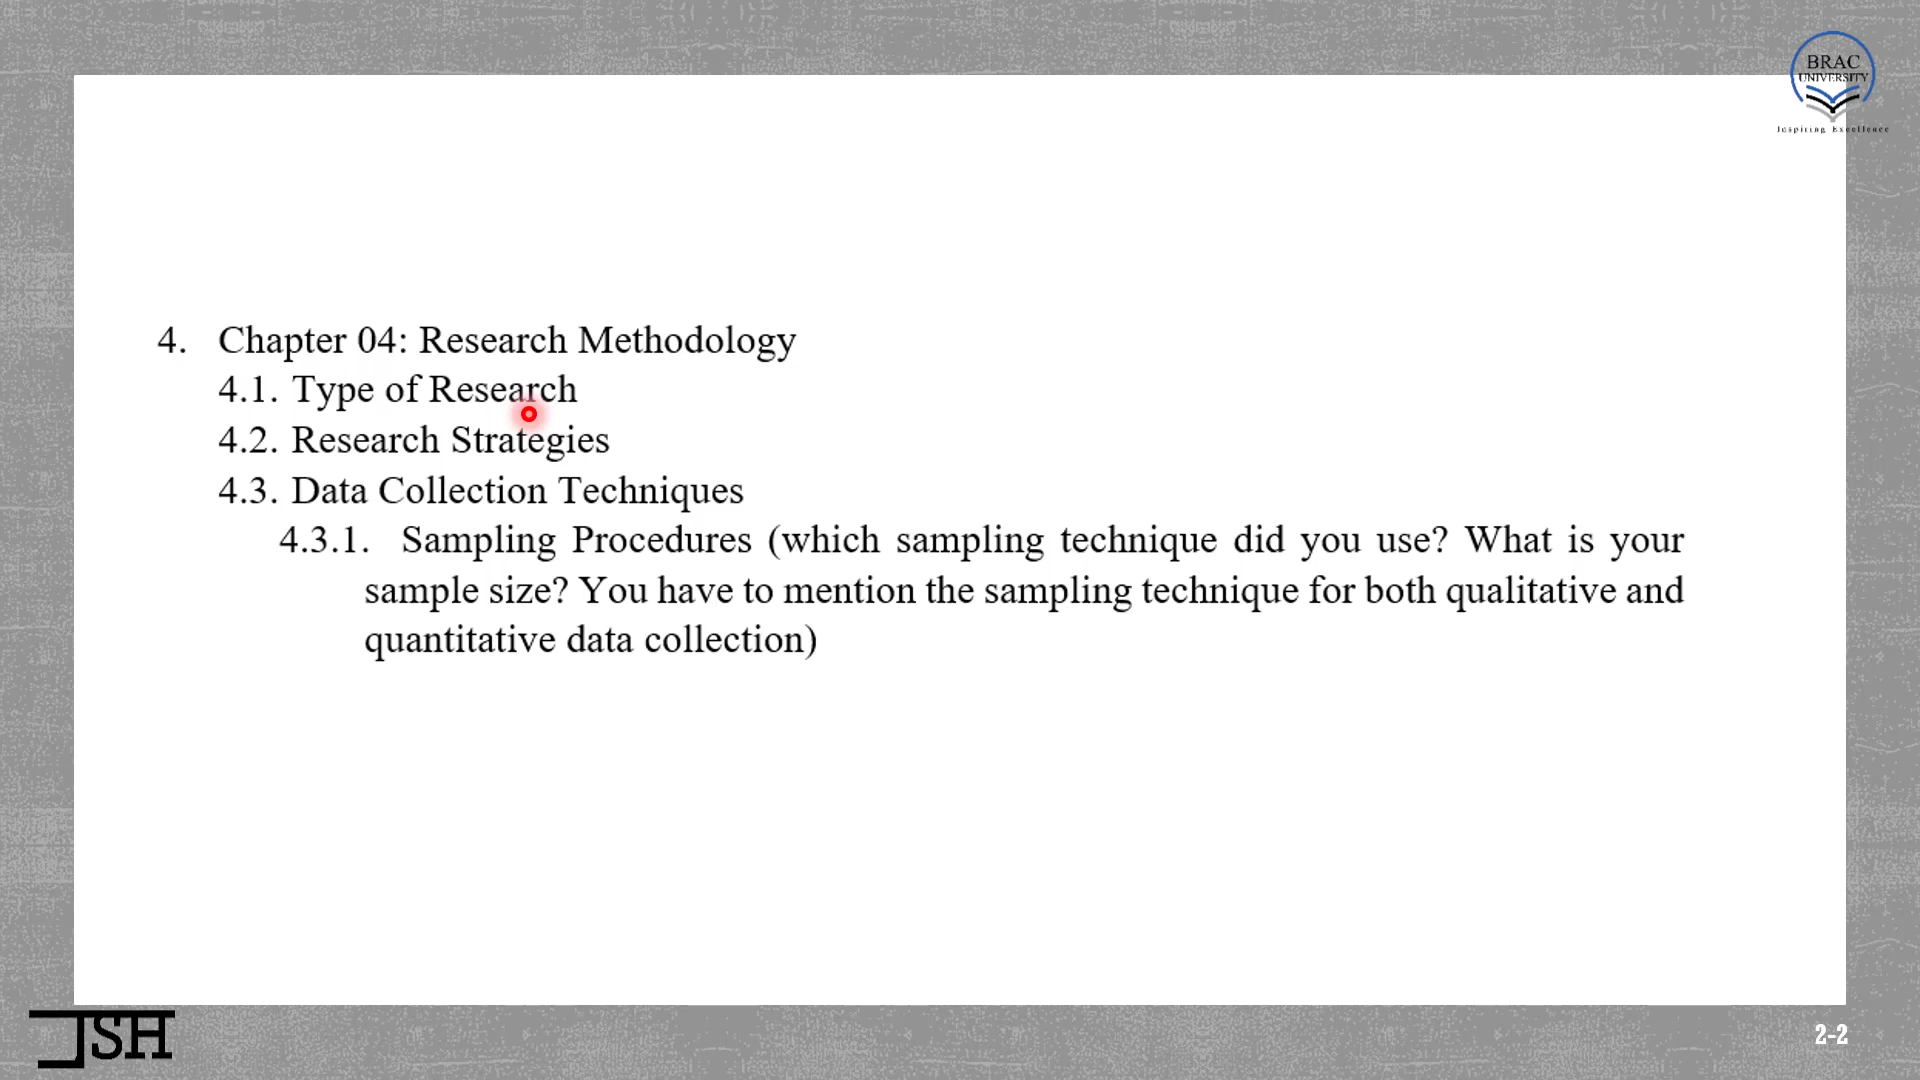 BRAC
UNIVERSITY
Inspiring Excellence
4. Chapter 04: Research Methodology
4.1. Type of Research
4.2. Research Strategies
4.3. Data Collection Techniques
4.3.1. Sampling Procedures (which sampling technique did you use? What is your
sample size? You have to mention the sampling technique for both qualitative and
quantitative data collection)
JSH
2-2